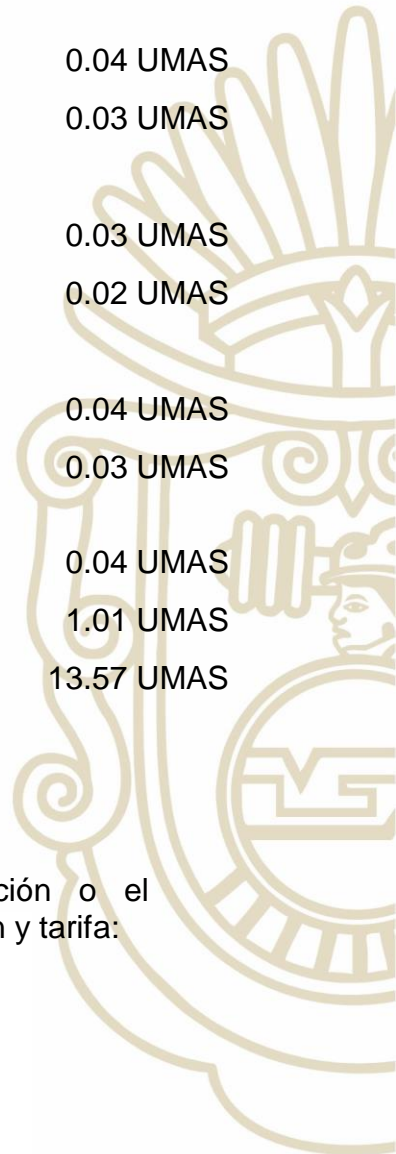 0.04 UMAS
0.03 UMAS
0.03 UMAS
0.02 UMAS
0.04 UMAS
0.03 UMAS
0.04 UMAS
1.01 UMAS
13.57 UMAS
ción o el
n y tarifa: